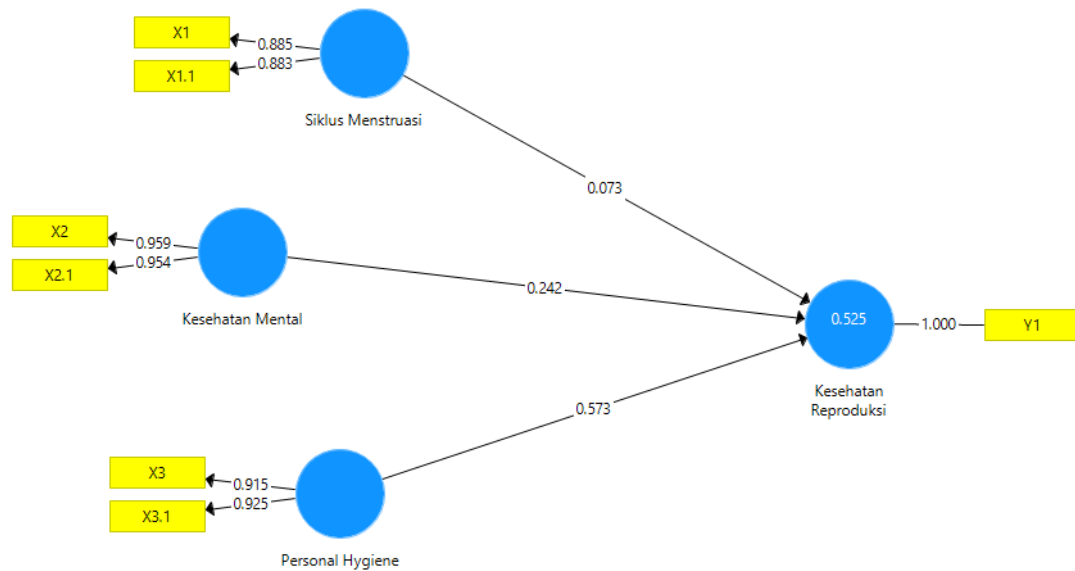 X1
0.885
X1.1
0.883
Siklus Menstruasi
0.073
X2
0.959
X2.1
0.954
Kesehatan Mental
0.242
0.525
1.000
Y1
Kesehatan
Reproduksi
0.573
X3
0.915
X3.1
0.925
Personal Hygiene